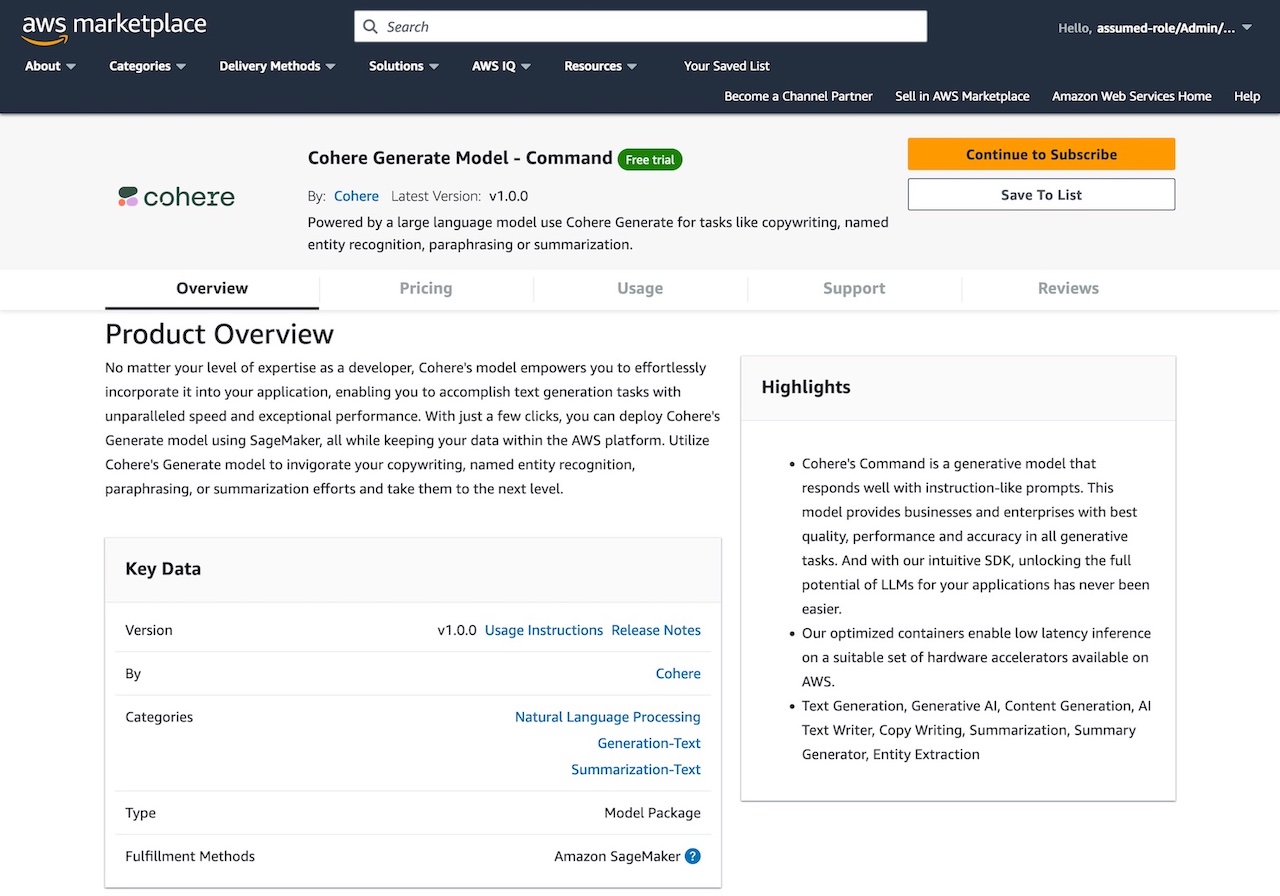 aws marketplace
Search
Hello, assumed-role/Admin/...
About
Categories
Delivery Methods
Solutions
AWS IQ
Resources
Your Saved List
Become a Channel Partner
Sell in AWS Marketplace
Amazon Web Services Home
Help
cohere
Cohere Generate Model - Command
Free trial
By: Cohere Latest Version: v1.0.0
Powered by a large language model use Cohere Generate for tasks like copywriting, named
entity recognition, paraphrasing or summarization.
Continue to Subscribe
Save To List
Overview
Pricing
Usage
Support
Reviews
Product Overview
No matter your level of expertise as a developer, Cohere's model empowers you to effortlessly
incorporate it into your application, enabling you to accomplish text generation tasks with
unparalleled speed and exceptional performance. With just a few clicks, you can deploy Cohere's
Generate model using SageMaker, all while keeping your data within the AWS platform. Utilize
Cohere's Generate model to invigorate your copywriting, named entity recognition,
paraphrasing, or summarization efforts and take them to the next level.
Key Data
Version v1.0.0 Usage Instructions Release Notes
By Cohere
Categories Natural Language Processing
Generation-Text
Summarization-Text
Type Model Package
Fulfillment Methods Amazon SageMaker ?
Highlights
• Cohere's Command is a generative model that
responds well with instruction-like prompts. This
model provides businesses and enterprises with best
quality, performance and accuracy in all generative
tasks. And with our intuitive SDK, unlocking the full
potential of LLMs for your applications has never been
easier.
• Our optimized containers enable low latency inference
on a suitable set of hardware accelerators available on
AWS.
• Text Generation, Generative AI, Content Generation, AI
Text Writer, Copy Writing, Summarization, Summary
Generator, Entity Extraction